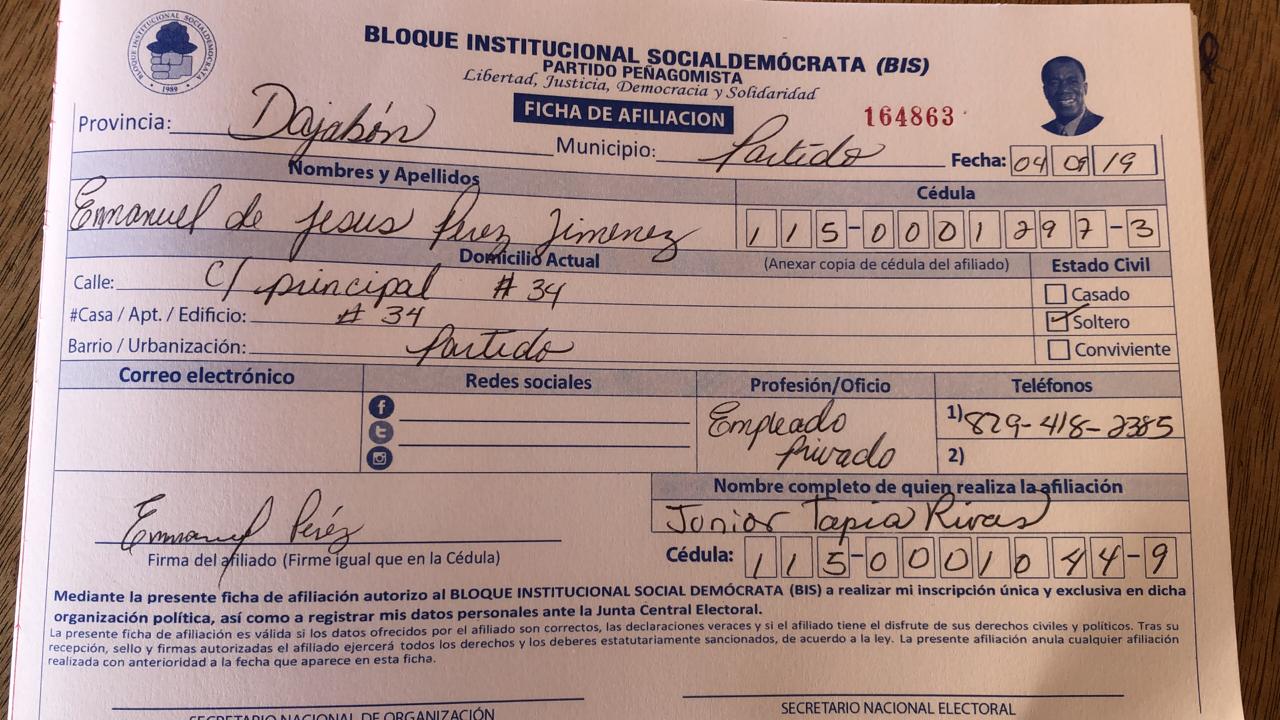 BLOQUE INSTITUCIONAL SOCIALDEMOCRATA
1989
BLOQUE INSTITUCIONAL SOCIALDEMÓCRATA (BIS)
PARTIDO PEÑAGOMISTA
Libertad, Justicia, Democracia y Solidaridad
FICHA DE AFILIACION
164863
Provincia: Dajabón Municipio: Partido Fecha: 04 09 19
Nombres y Apellidos Cédula
Enmanuel de Jesus Perez Jimenez 115-0001297-3
Domicilio Actual (Anexar copia de cédula del afiliado) Estado Civil
Calle: C/ principal # 34 Casado
#Casa / Apt. / Edificio: # 34 Soltero
Barrio / Urbanización: Partido Conviviente
Correo electrónico Redes sociales Profesión/Oficio Teléfonos
Empleado privado
1) 829-418-2385
2)
Nombre completo de quien realiza la afiliación
Junior Tapia Rivas
Enmanuel Peréz
Firma del afiliado (Firme igual que en la Cédula) Cédula: 115-0001044-9
Mediante la presente ficha de afiliación autorizo al BLOQUE INSTITUCIONAL SOCIAL DEMÓCRATA (BIS) a realizar mi inscripción única y exclusiva en dicha
organización política, así como a registrar mis datos personales ante la Junta Central Electoral.
La presente ficha de afiliación es válida si los datos ofrecidos por el afiliado son correctos, las declaraciones veraces y si el afiliado tiene el disfrute de sus derechos civiles y políticos. Tras su
recepción, sello y firmas autorizadas el afiliado ejercerá todos los derechos y los deberes estatutariamente sancionados, de acuerdo a la ley. La presente afiliación anula cualquier afiliación
realizada con anterioridad a la fecha que aparece en esta ficha.
SECRETARIO NACIONAL DE ORGANIZACIÓN SECRETARIO NACIONAL ELECTORAL